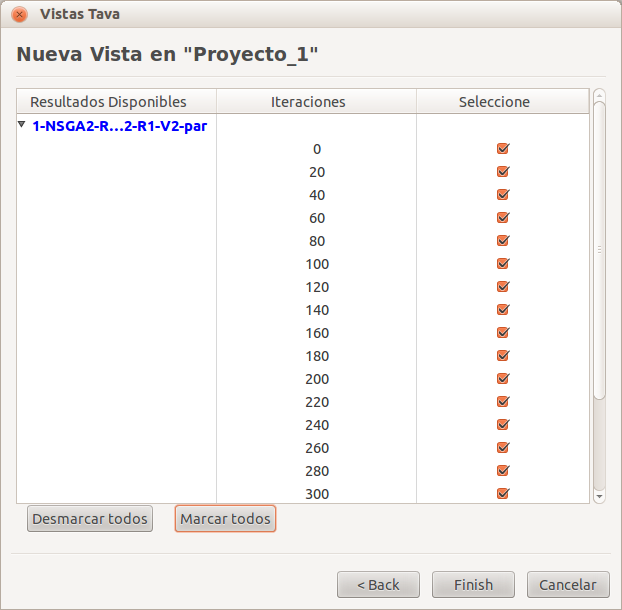 Vistas Tava
Nueva Vista en "Proyecto_1"
Resultados Disponibles Iteraciones Seleccione
1-NSGA2-R...2-R1-V2-par
0
20
40
60
80
100
120
140
160
180
200
220
240
260
280
300
Desmarcar todos Marcar todos
< Back Finish Cancelar